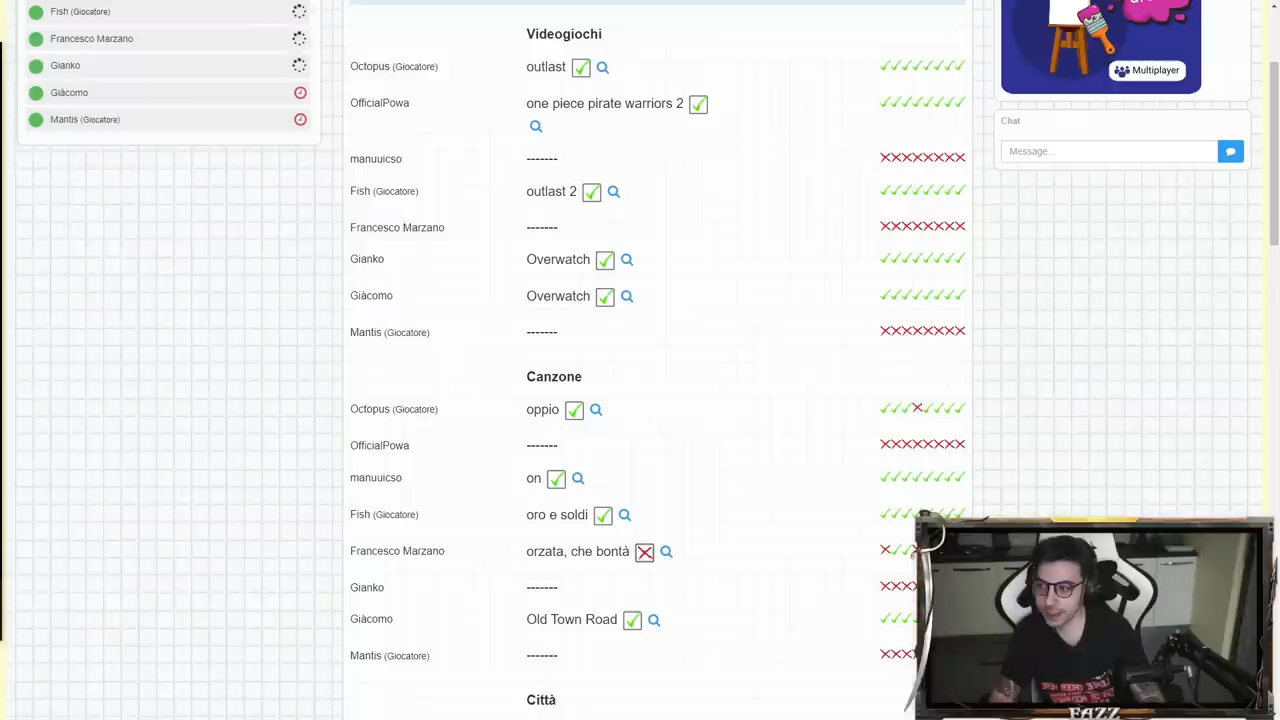 Fish (Giocatore)
Francesco Marzano
Gianko
Giàcomo
Mantis (Giocatore)
Videogiochi
Octopus (Giocatore) outlast
OfficialPowa one piece pirate warriors 2
manuuicso -------
Fish (Giocatore) outlast 2
Francesco Marzano -------
Gianko Overwatch
Giàcomo Overwatch
Mantis (Giocatore) -------
Canzone
Octopus (Giocatore) oppio
OfficialPowa -------
manuuicso on
Fish (Giocatore) oro e soldi
Francesco Marzano orzata, che bontà
Gianko -------
Giàcomo Old Town Road
Mantis (Giocatore) -------
Città
Multiplayer
Chat
Message...
FAZZ